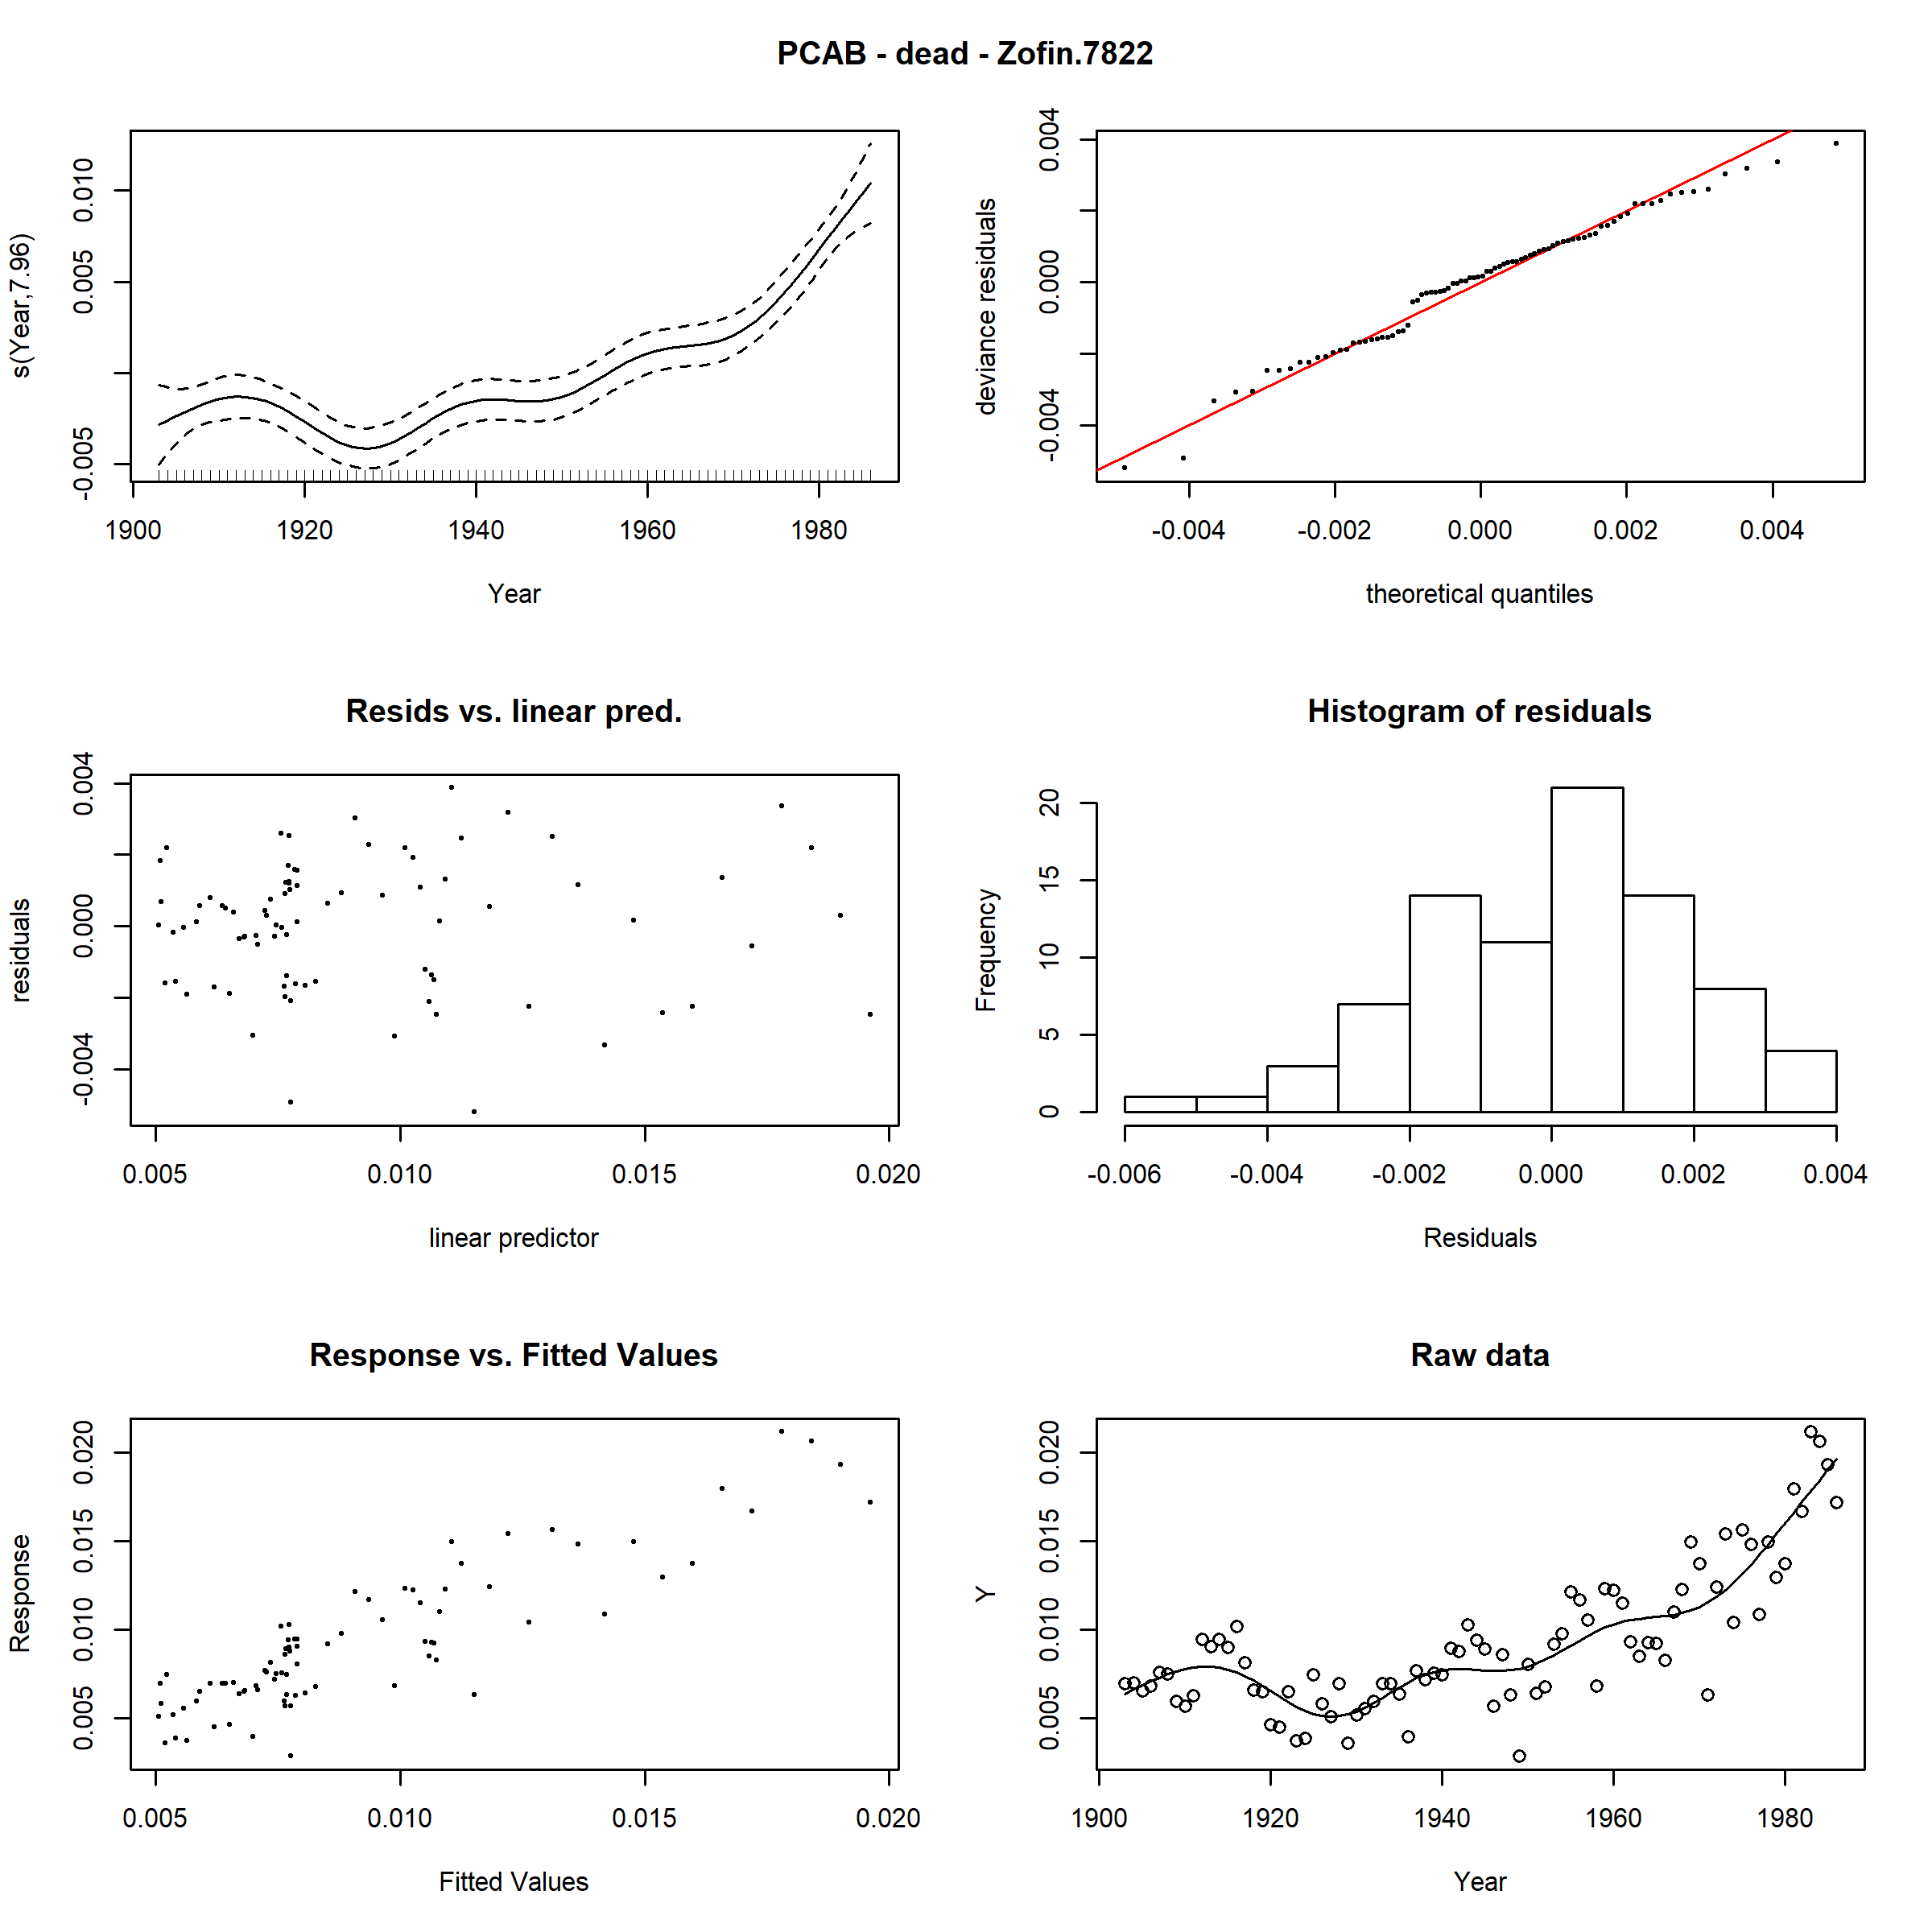 PCAB - dead - Zofin.7822
s(Year,7.96)
-0.005 0.005 0.010
1900 1920 1940 1960 1980
Year
deviance residuals
-0.004 0.000 0.004
-0.004 -0.002 0.000 0.002 0.004
theoretical quantiles
Resids vs. linear pred.
residuals
-0.004 0.000 0.004
0.005 0.010 0.015 0.020
linear predictor
Histogram of residuals
Frequency
0 5 10 15 20
-0.006 -0.004 -0.002 0.000 0.002 0.004
Residuals
Response vs. Fitted Values
Response
0.005 0.010 0.015 0.020
0.005 0.010 0.015 0.020
Fitted Values
Raw data
Y
0.005 0.010 0.015 0.020
1900 1920 1940 1960 1980
Year